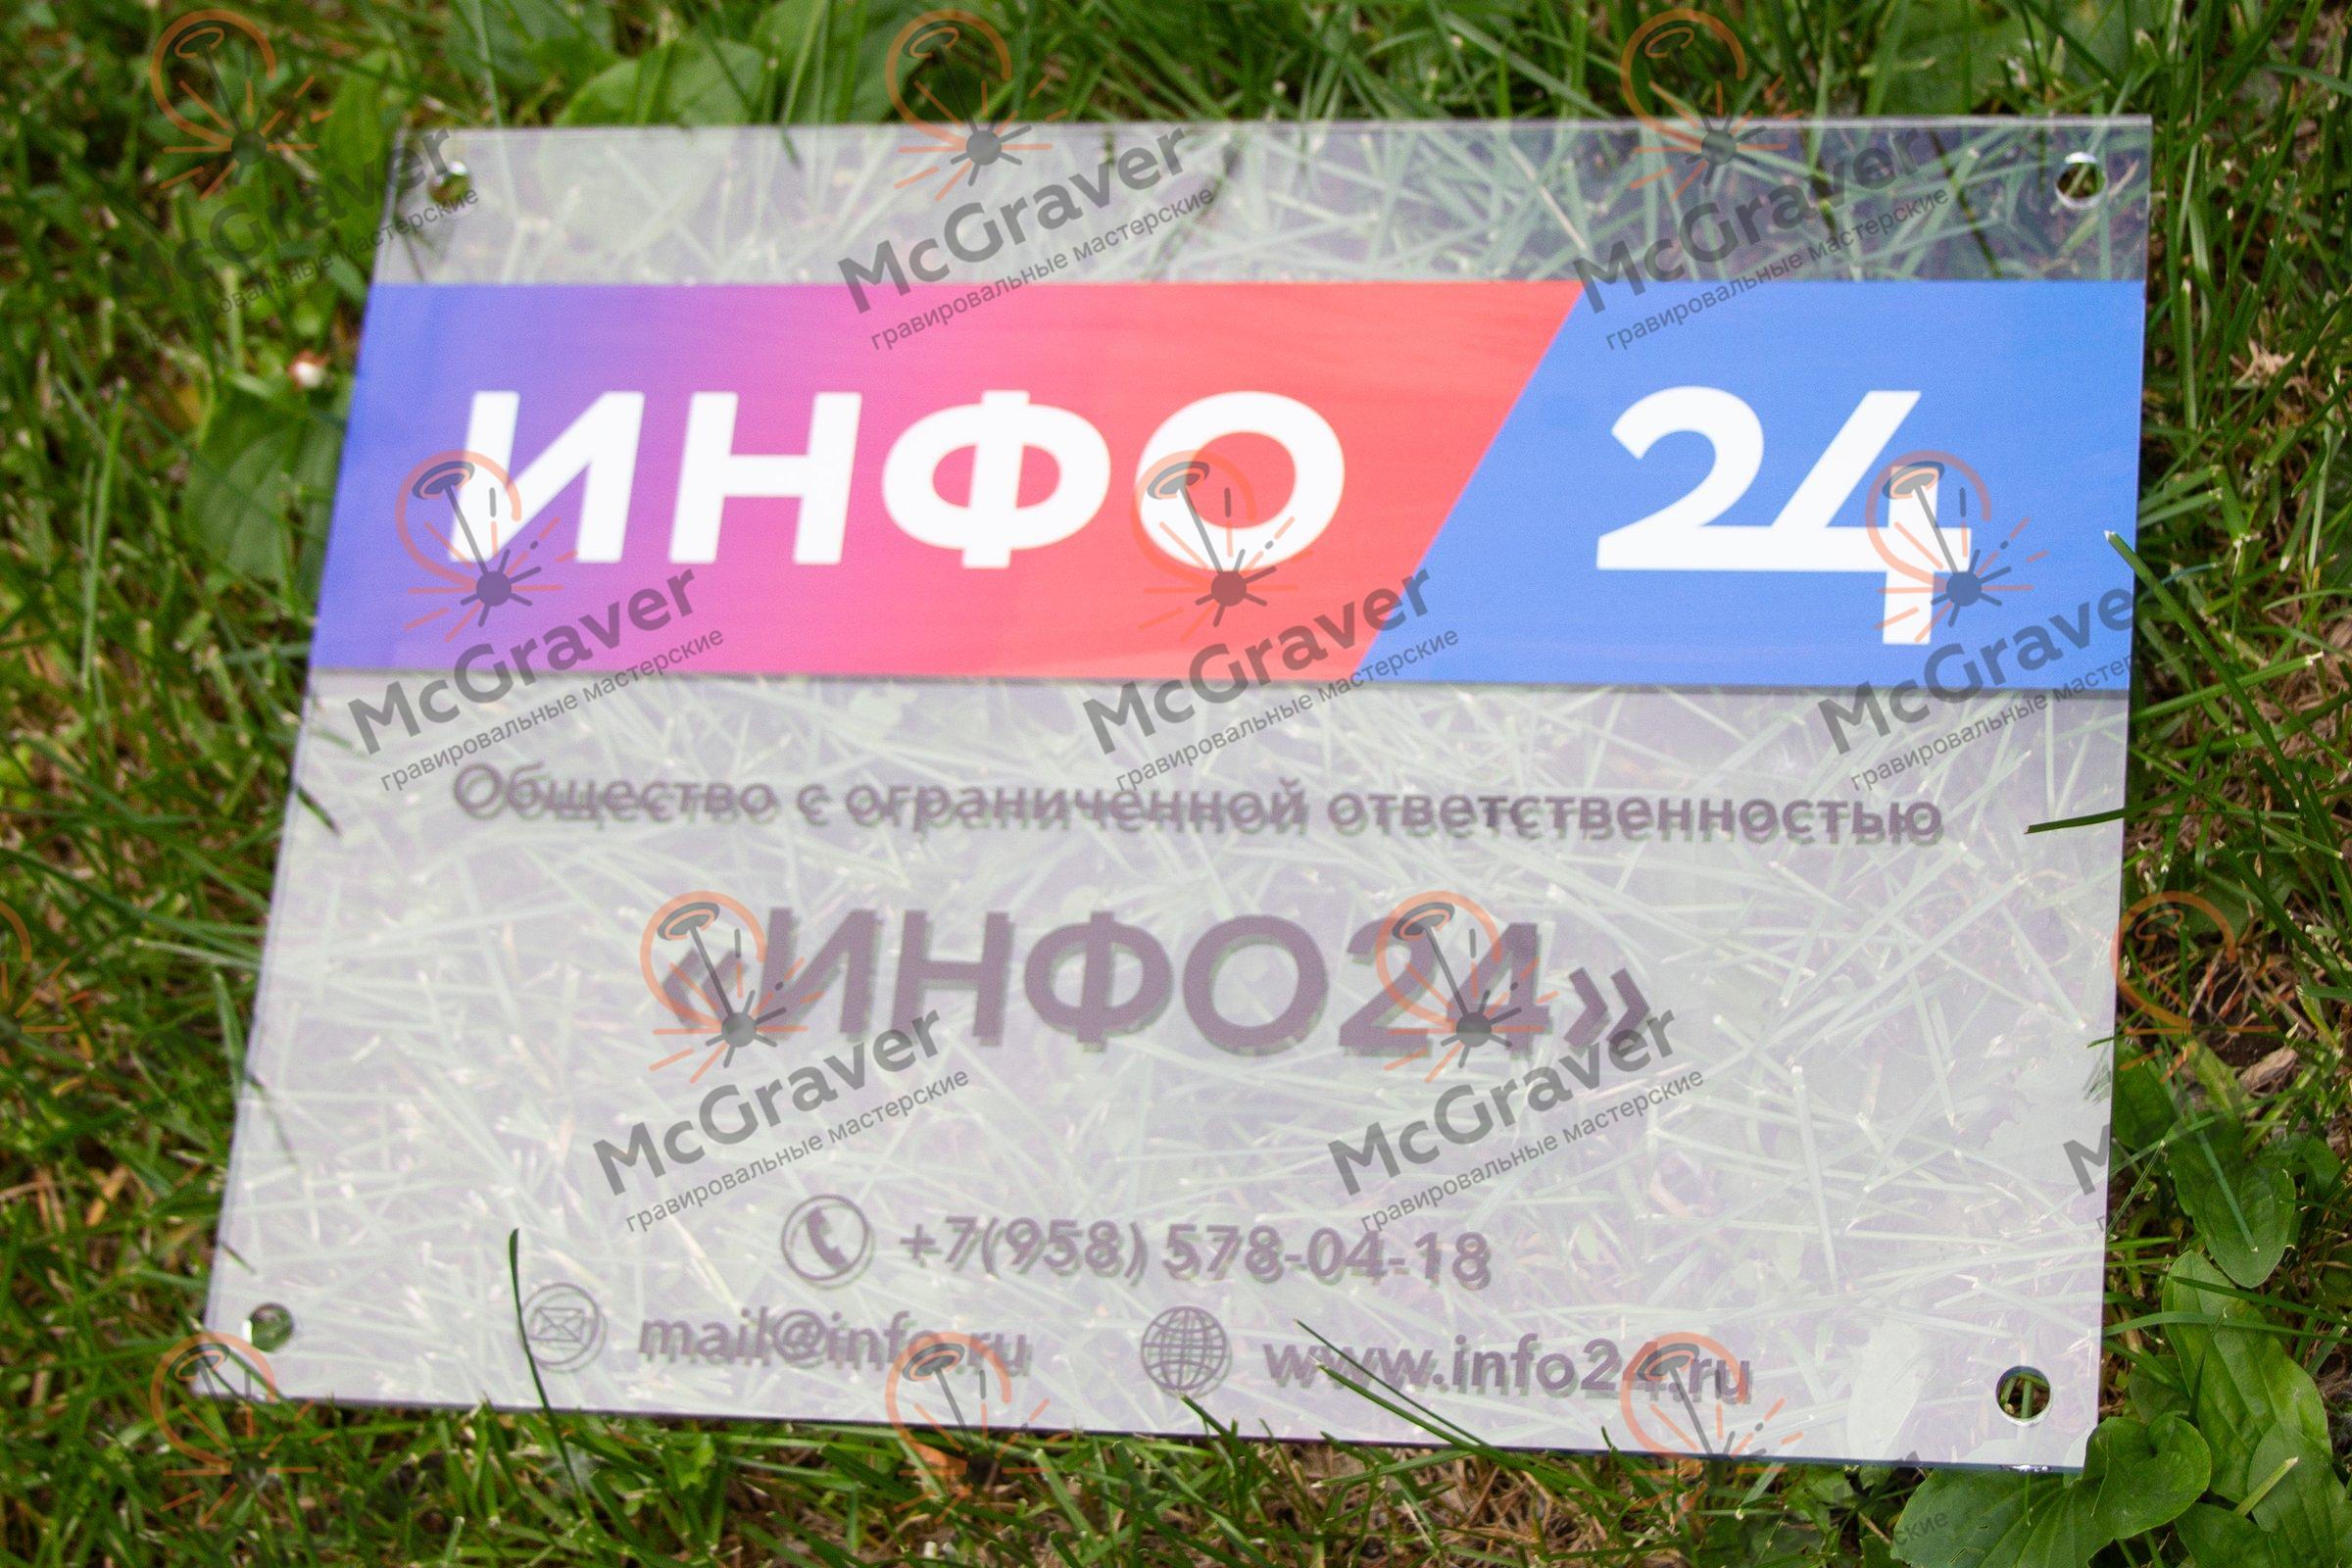 ИНФО 24
Общество с ограниченной ответственностью
«ИНФО24»
+7(958) 578-04-18
mail@info.ru www.info24.ru
McGraver
гравировальные мастерские